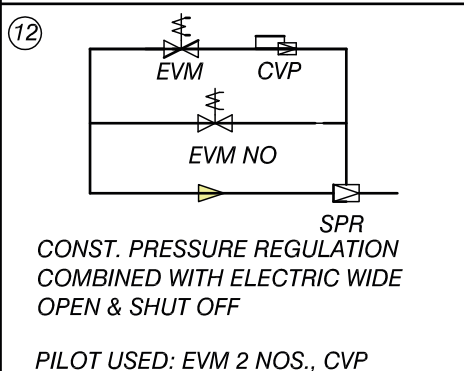 12
EVM
CVP
EVM NO
SPR
CONST. PRESSURE REGULATION
COMBINED WITH ELECTRIC WIDE
OPEN & SHUT OFF
PILOT USED: EVM 2 NOS., CVP